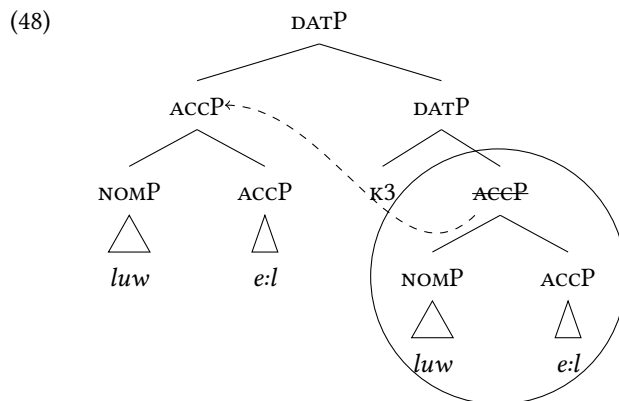 (48)
DATP
ACCP DATP
NOMP ACCP K3 ACCP
luw e:l NOMP ACCP
luw e:l